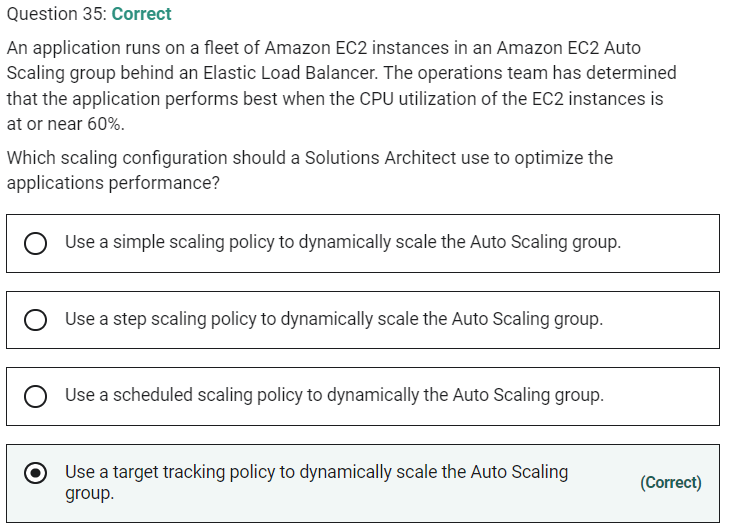 Question 35: Correct
An application runs on a fleet of Amazon EC2 instances in an Amazon EC2 Auto
Scaling group behind an Elastic Load Balancer. The operations team has determined
that the application performs best when the CPU utilization of the EC2 instances is
at or near 60%.
Which scaling configuration should a Solutions Architect use to optimize the
applications performance?
Use a simple scaling policy to dynamically scale the Auto Scaling group.
Use a step scaling policy to dynamically scale the Auto Scaling group.
Use a scheduled scaling policy to dynamically the Auto Scaling group.
Use a target tracking policy to dynamically scale the Auto Scaling
group.
(Correct)